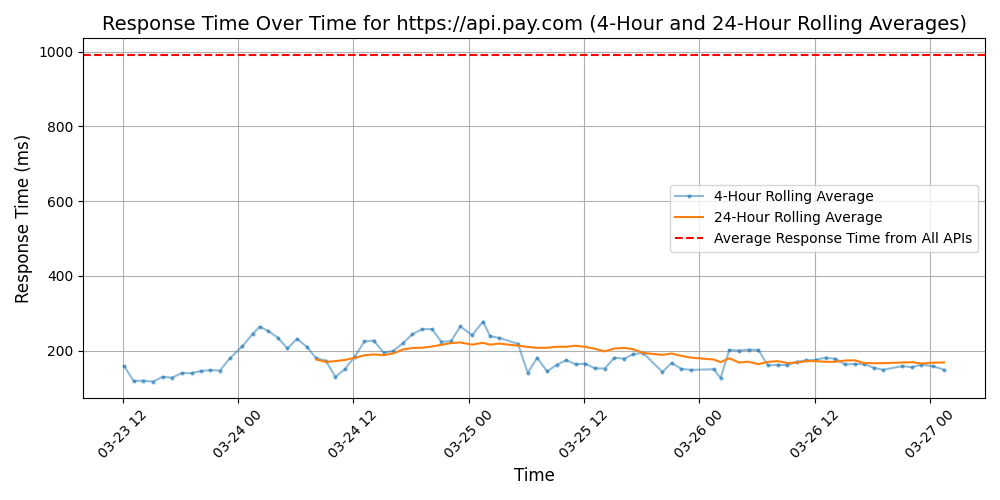 Response Time Over Time for https://api.pay.com (4-Hour and 24-Hour Rolling Averages)
Response Time (ms)
1000
800
600
400
200
4-Hour Rolling Average
24-Hour Rolling Average
Average Response Time from All APIs
03-23 12
03-24 00
03-24 12
03-25 00
03-25 12
03-26 00
03-26 12
03-27 00
Time